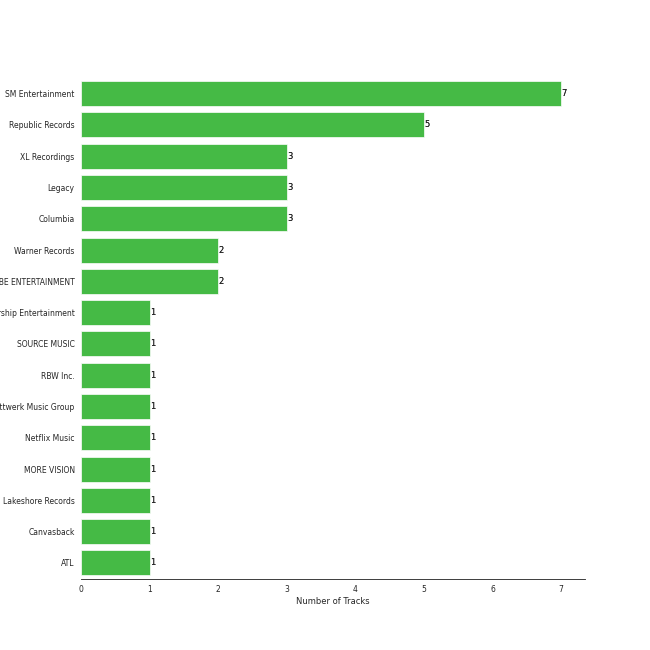 SM Entertainment 7
Republic Records 5
XL Recordings 3
Legacy 3
Columbia 3
Warner Records 2
BE ENTERTAINMENT 2
ship Entertainment 1
SOURCE MUSIC 1
RBW Inc. 1
ttwerk Music Group 1
Netflix Music 1
MORE VISION 1
Lakeshore Records 1
Canvasback 1
ATL 1
0 1 2 3 4 5 6 7
Number of Tracks